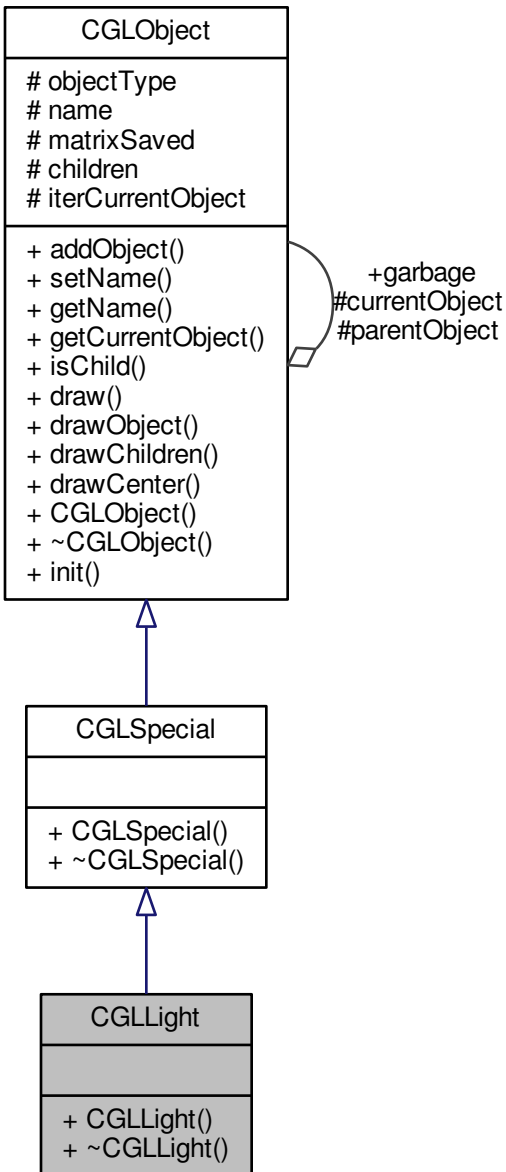 CGLObject
# objectType
# name
# matrixSaved
# children
# iterCurrentObject
+ addObject()
+ setName()
+ getName()
+ getCurrentObject()
+ isChild()
+ draw()
+ drawObject()
+ drawChildren()
+ drawCenter()
+ CGLObject()
+ ~CGLObject()
+ init()
+garbage
#currentObject
#parentObject
CGLSpecial
+ CGLSpecial()
+ ~CGLSpecial()
CGLLight
+ CGLLight()
+ ~CGLLight()